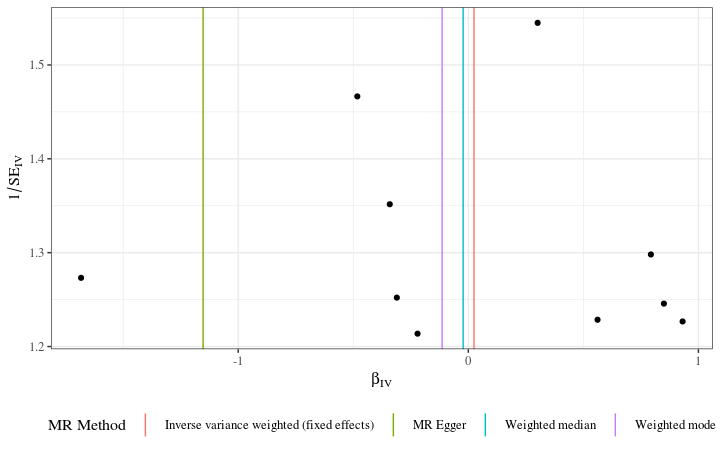 1.5
1.4
1.3
1.2
1/SE_IV
-1
0
1
β_IV
MR Method
Inverse variance weighted (fixed effects)
MR Egger
Weighted median
Weighted mode